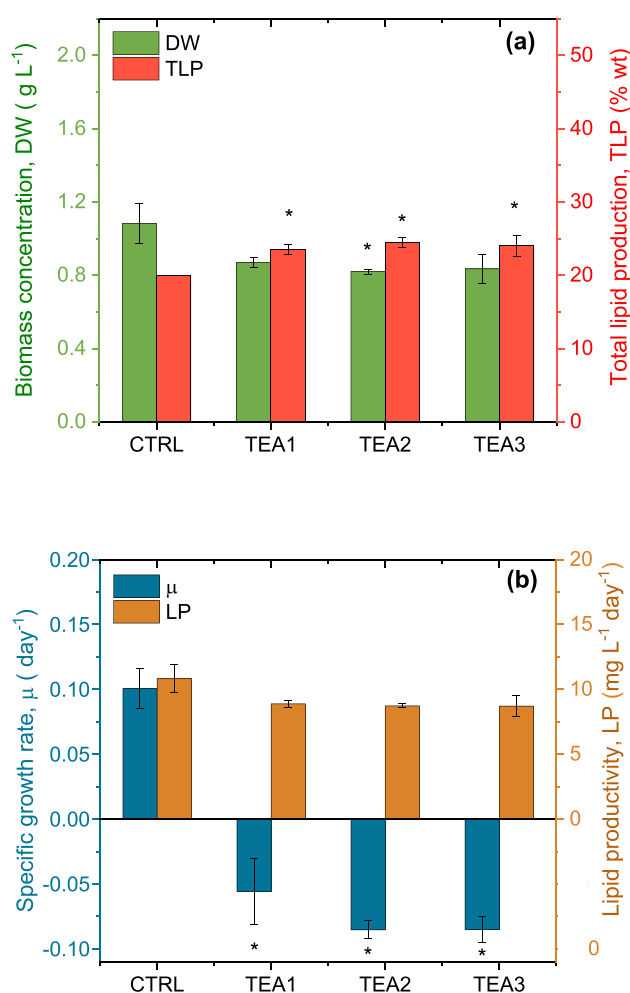 (a)
DW
TLP
Biomass concentration, DW ( g L⁻¹)
2.0
1.6
1.2
0.8
0.4
0.0
Total lipid production, TLP (% wt)
50
40
30
20
10
0
* * * *
CTRL TEA1 TEA2 TEA3
(b)
μ
LP
Specific growth rate, μ ( day⁻¹)
0.20
0.15
0.10
0.05
0.00
-0.05
-0.10
Lipid productivity, LP (mg L⁻¹ day⁻¹)
20
15
10
5
0
0
* * *
CTRL TEA1 TEA2 TEA3